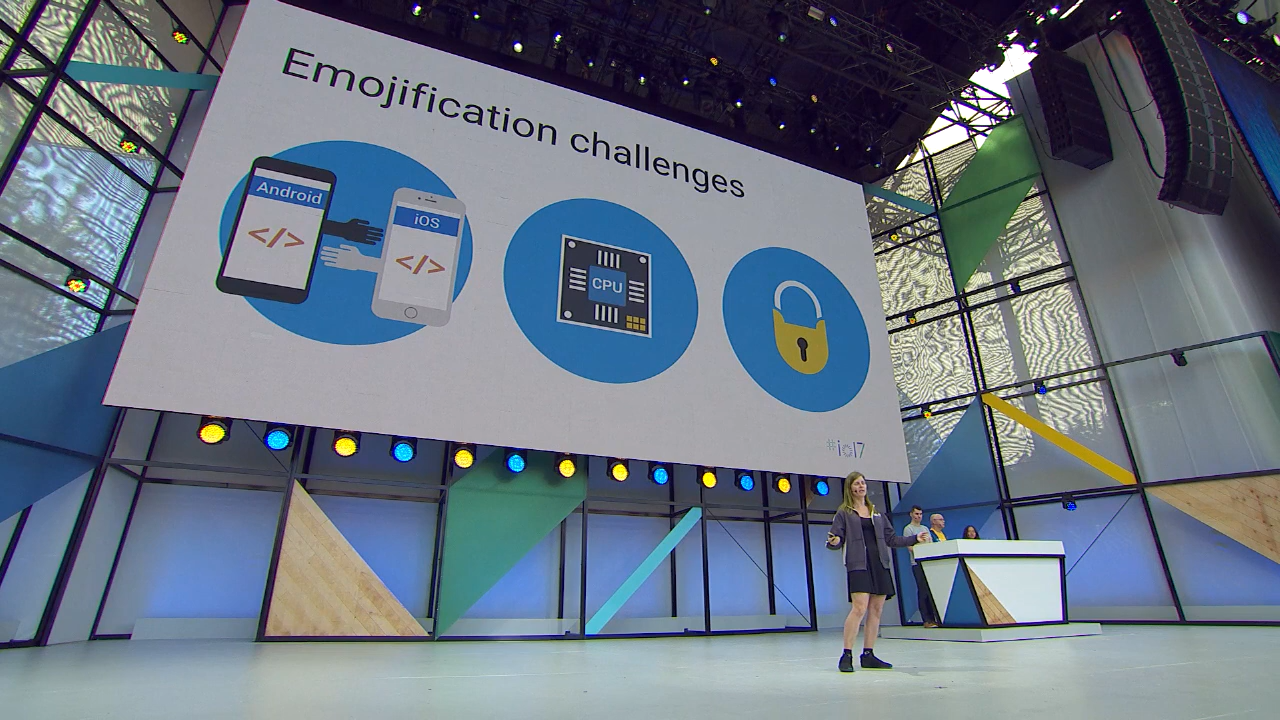 Emojification challenges
Android
</>
iOS
</>
CPU
#io17